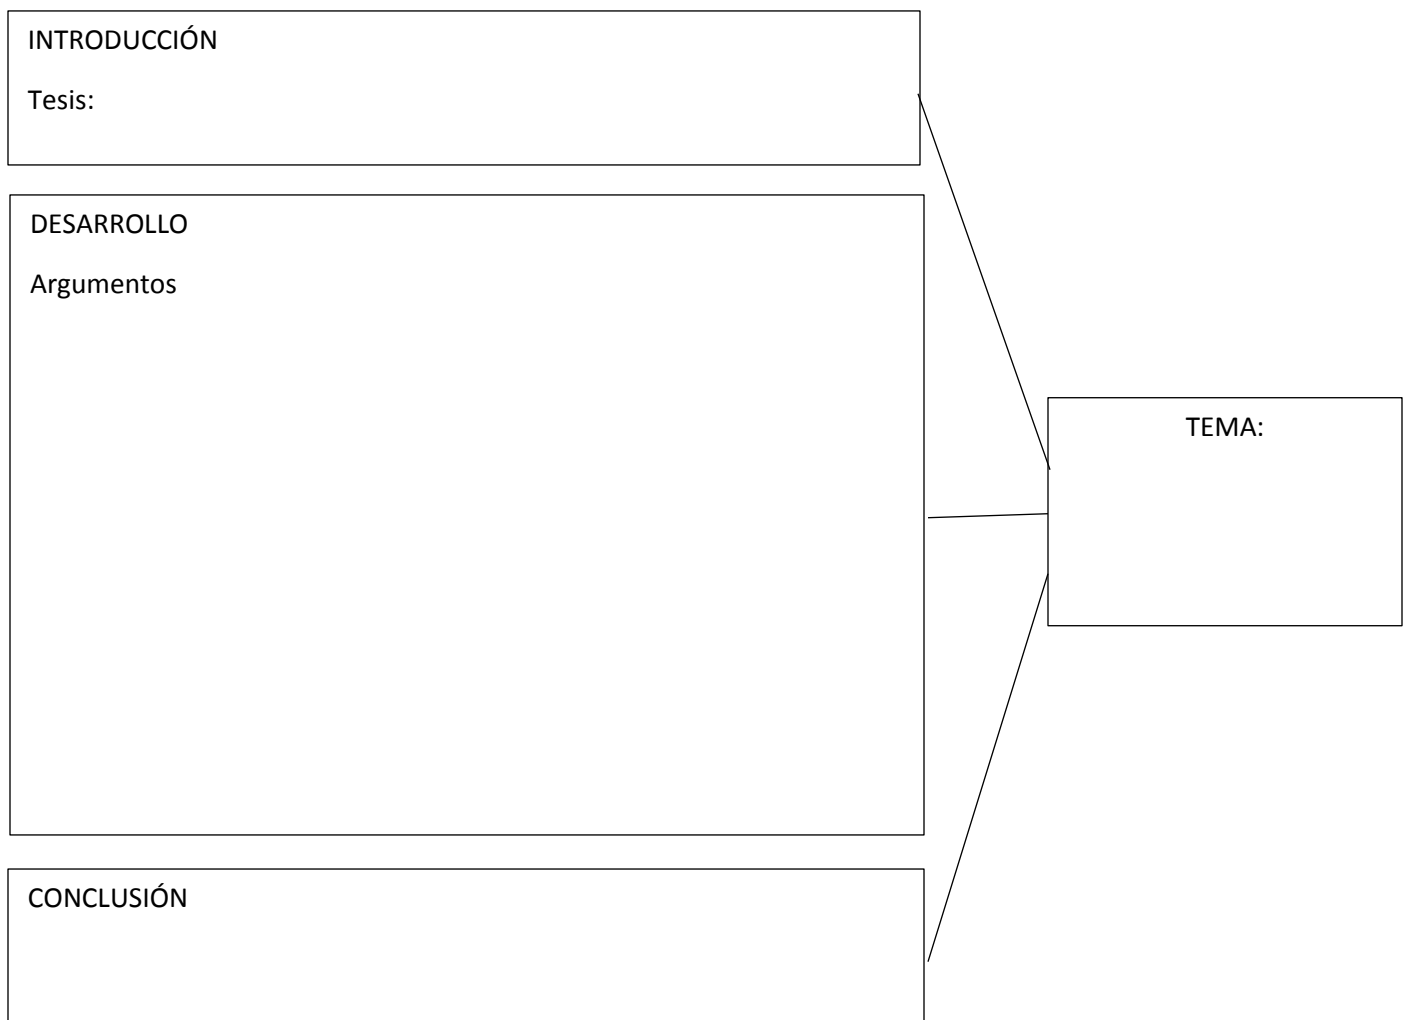 INTRODUCCIÓN
Tesis:
DESARROLLO
Argumentos
TEMA:
CONCLUSIÓN